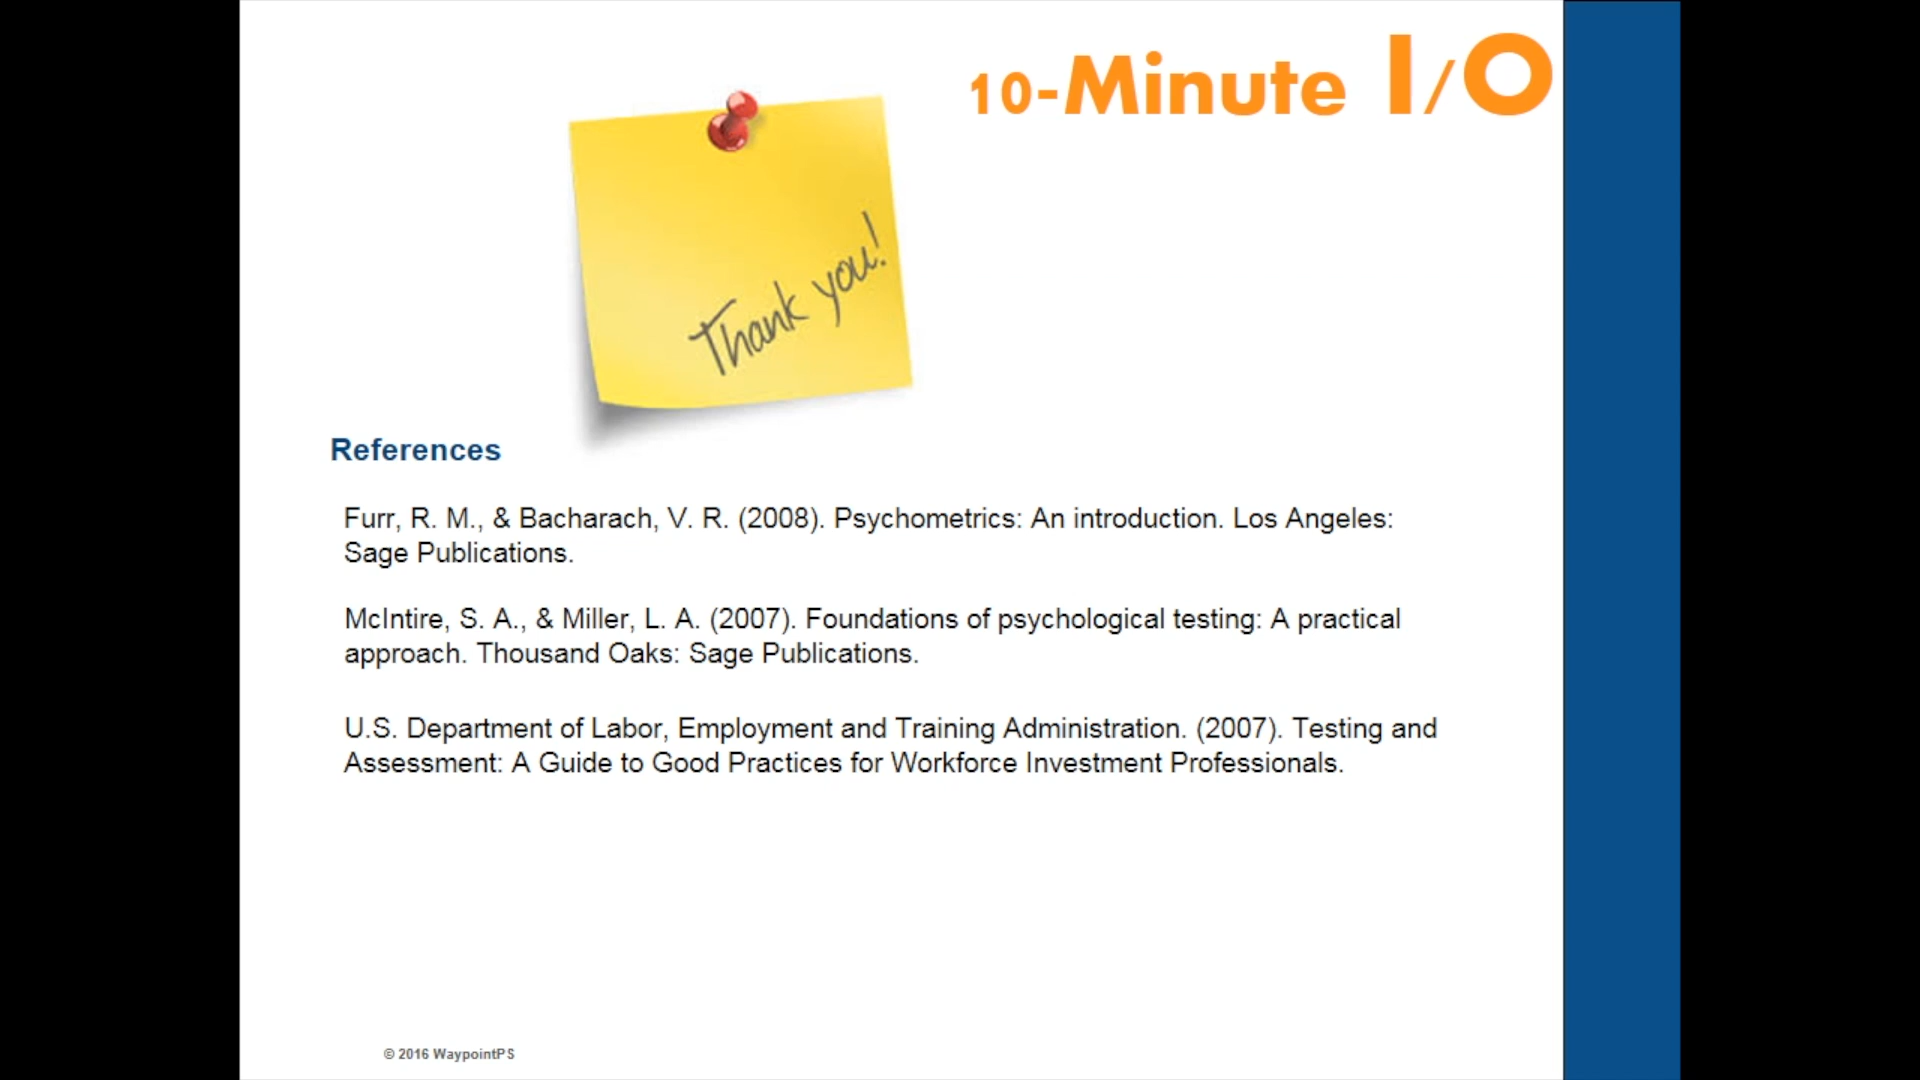 10-Minute I/O
Thank you!
References
Furr, R. M., & Bacharach, V. R. (2008). Psychometrics: An introduction. Los Angeles:
Sage Publications.
McIntire, S. A., & Miller, L. A. (2007). Foundations of psychological testing: A practical
approach. Thousand Oaks: Sage Publications.
U.S. Department of Labor, Employment and Training Administration. (2007). Testing and
Assessment: A Guide to Good Practices for Workforce Investment Professionals.
© 2016 WaypointPS